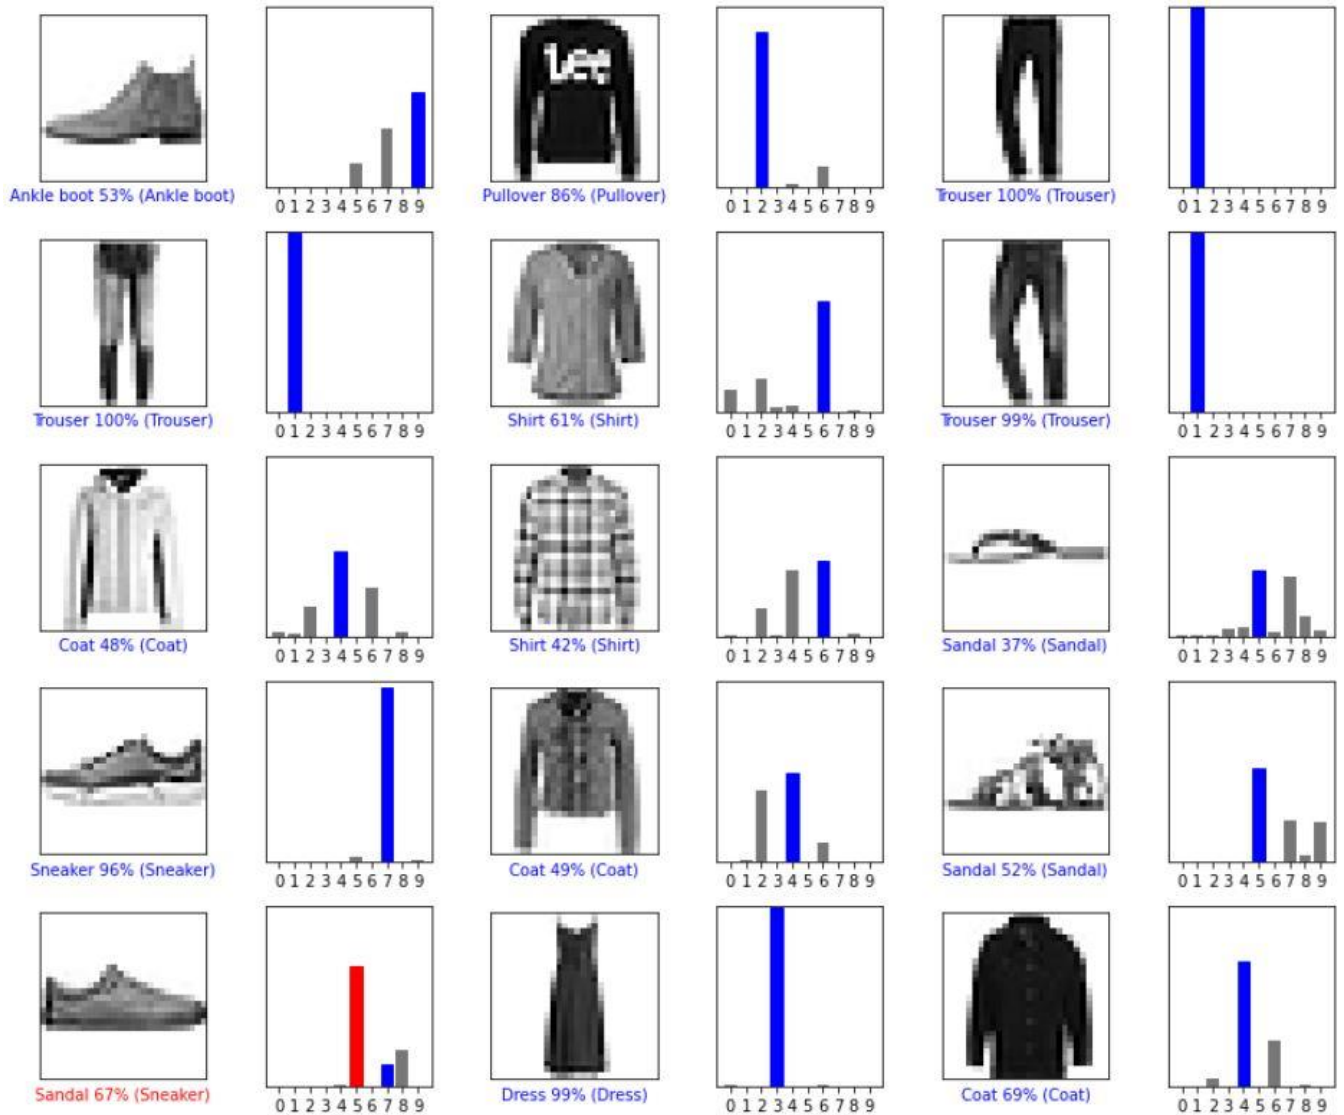 Lee
0 1 2 3 4 5 6 7 8 9
0 1 2 3 4 5 6 7 8 9
0 1 2 3 4 5 6 7 8 9
Ankle boot 53% (Ankle boot)
Pullover 86% (Pullover)
Trouser 100% (Trouser)
0 1 2 3 4 5 6 7 8 9
0 1 2 3 4 5 6 7 8 9
0 1 2 3 4 5 6 7 8 9
Trouser 100% (Trouser)
Shirt 61% (Shirt)
Trouser 99% (Trouser)
0 1 2 3 4 5 6 7 8 9
0 1 2 3 4 5 6 7 8 9
0 1 2 3 4 5 6 7 8 9
Coat 48% (Coat)
Shirt 42% (Shirt)
Sandal 37% (Sandal)
0 1 2 3 4 5 6 7 8 9
0 1 2 3 4 5 6 7 8 9
0 1 2 3 4 5 6 7 8 9
Sneaker 96% (Sneaker)
Coat 49% (Coat)
Sandal 52% (Sandal)
0 1 2 3 4 5 6 7 8 9
0 1 2 3 4 5 6 7 8 9
0 1 2 3 4 5 6 7 8 9
Sandal 67% (Sneaker)
Dress 99% (Dress)
Coat 69% (Coat)